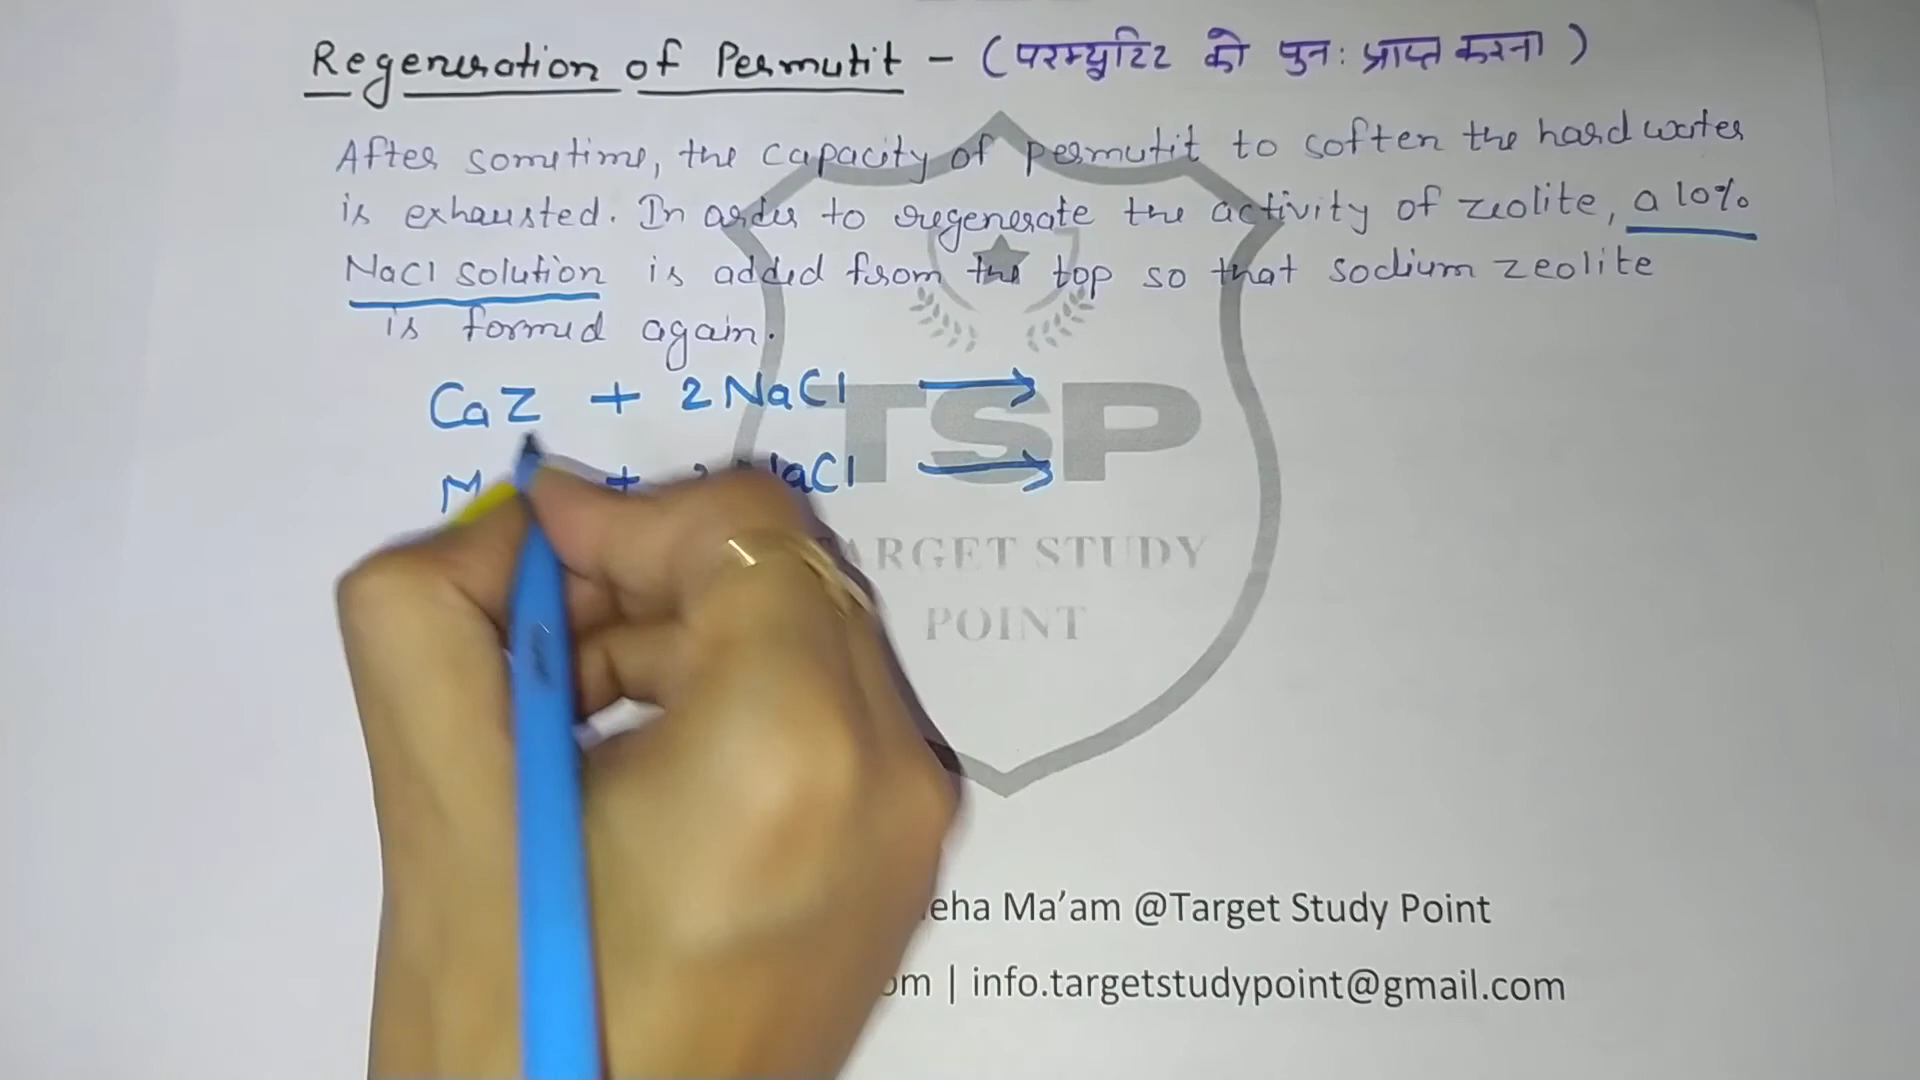 Regeneration of Permutit - (परम्यूटिट को पुनः प्राप्त करना)
After sometime, the capacity of permutit to soften the hard water
is exhausted. In order to regenerate the activity of zeolite, a 10%
NaCl solution is added from the top so that sodium zeolite
is formed again.
CaZ + 2NaCl →
M + 2 NaCl →
TSP
TARGET STUDY
POINT
eha Ma'am @Target Study Point
om | info.targetstudypoint@gmail.com